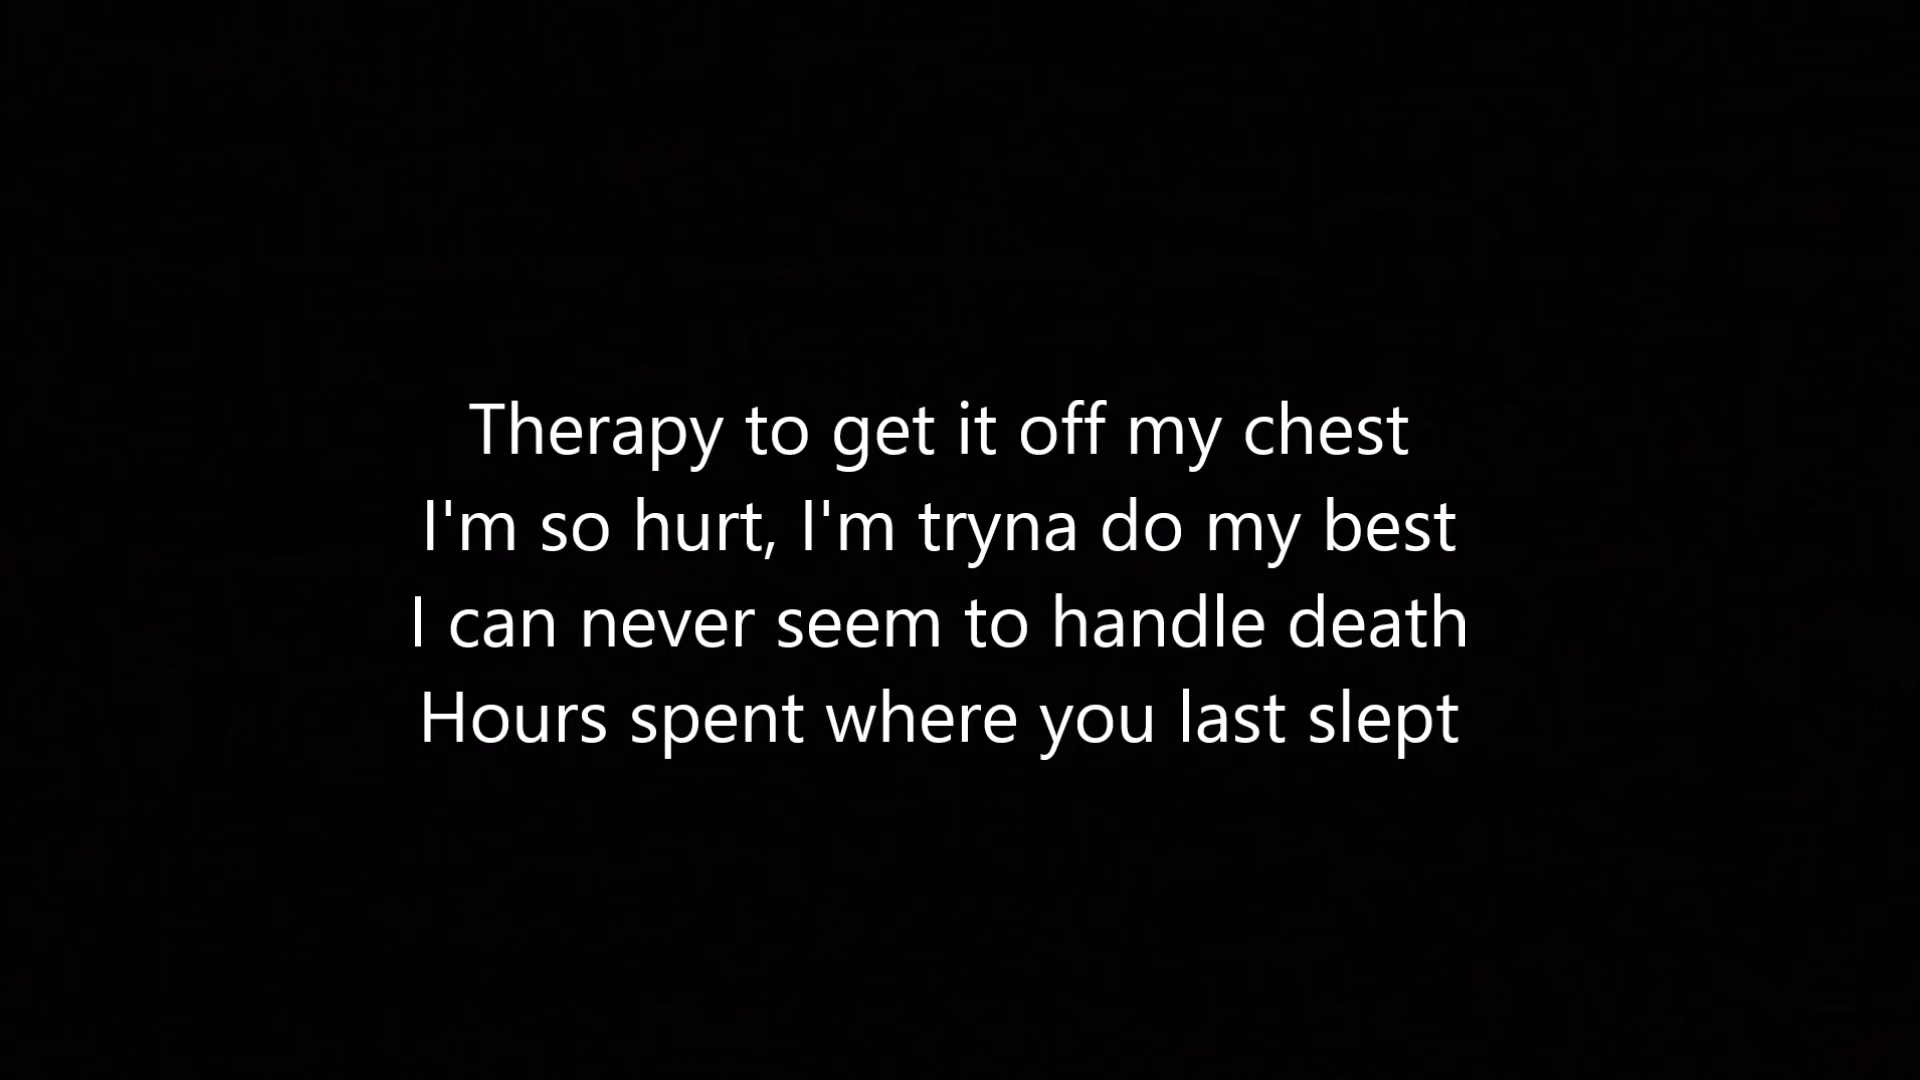 Therapy to get it off my chest
I'm so hurt, I'm tryna do my best
I can never seem to handle death
Hours spent where you last slept